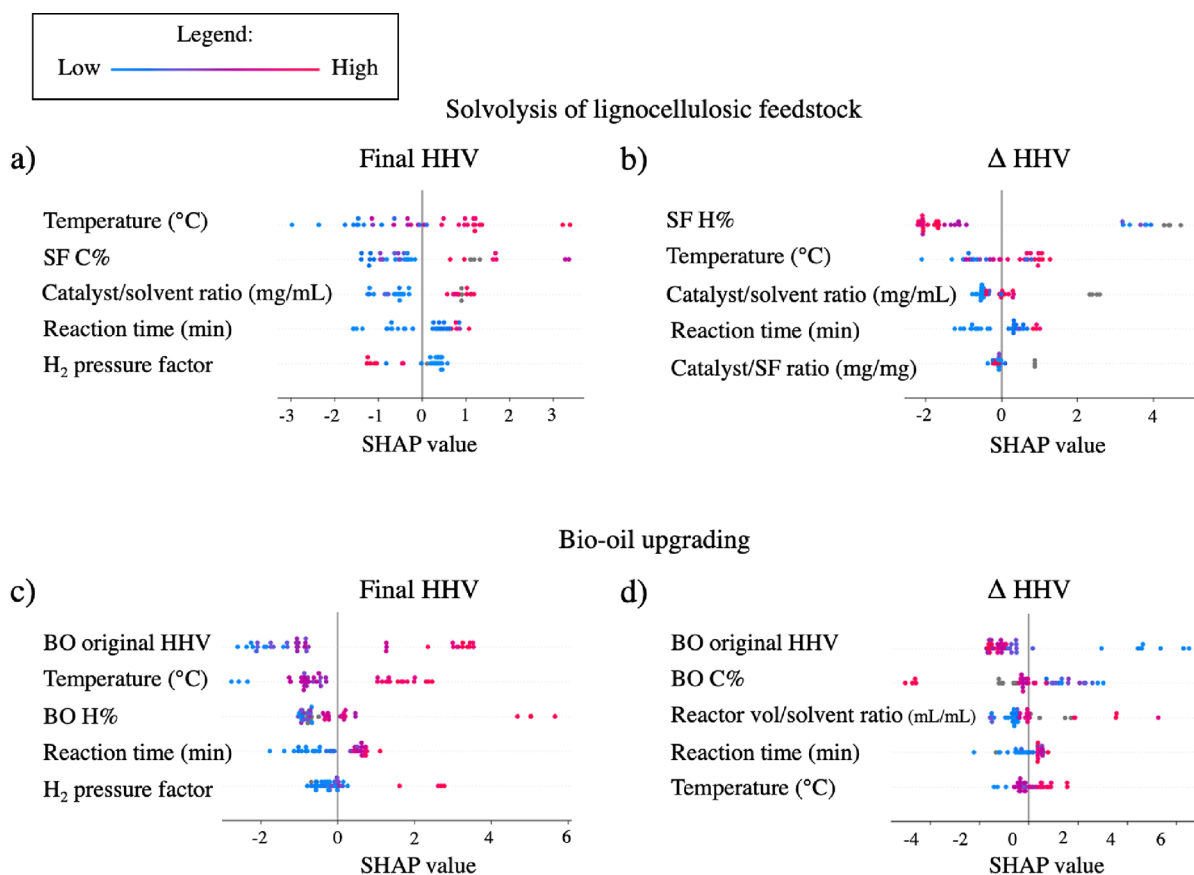 Legend:
Low High
Solvolysis of lignocellulosic feedstock
a) Final HHV
Temperature (°C)
SF C%
Catalyst/solvent ratio (mg/mL)
Reaction time (min)
H₂ pressure factor
-3 -2 -1 0 1 2 3
SHAP value
b) Δ HHV
SF H%
Temperature (°C)
Catalyst/solvent ratio (mg/mL)
Reaction time (min)
Catalyst/SF ratio (mg/mg)
-2 0 2 4
SHAP value
Bio-oil upgrading
c) Final HHV
BO original HHV
Temperature (°C)
BO H%
Reaction time (min)
H₂ pressure factor
-2 0 2 4 6
SHAP value
d) Δ HHV
BO original HHV
BO C%
Reactor vol/solvent ratio (mL/mL)
Reaction time (min)
Temperature (°C)
-4 -2 0 2 4 6
SHAP value